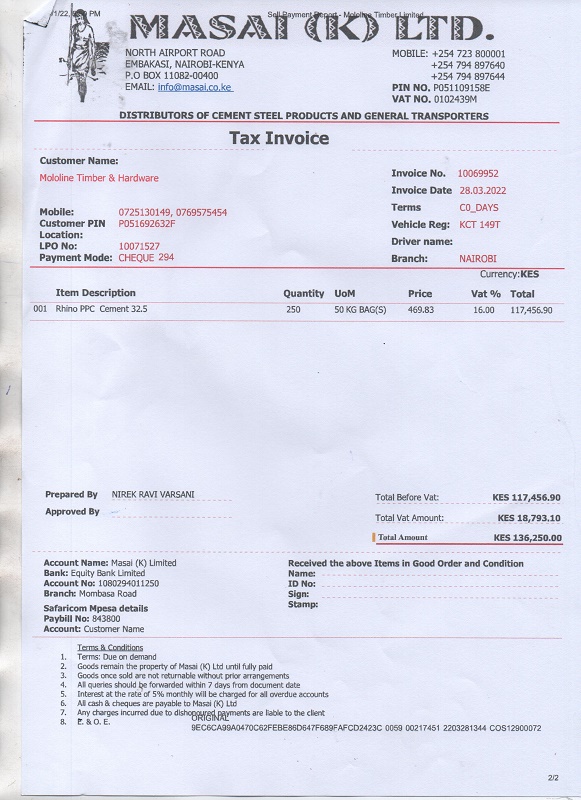 Sell Payment Report - Mololine Timber Limited
MASAI (K) LTD.
NORTH AIRPORT ROAD
EMBAKASI, NAIROBI-KENYA
P.O BOX 11082-00400
EMAIL: info@masai.co.ke
MOBILE: +254 723 800001
+254 794 897640
+254 794 897644
PIN NO. P051109158E
VAT NO. 0102439M
DISTRIBUTORS OF CEMENT STEEL PRODUCTS AND GENERAL TRANSPORTERS
Tax Invoice
Customer Name:
Mololine Timber & Hardware
Mobile: 0725130149, 0769575454
Customer PIN P051692632F
Location:
LPO No: 10071527
Payment Mode: CHEQUE 294
Invoice No. 10069952
Invoice Date 28.03.2022
Terms C0_DAYS
Vehicle Reg: KCT 149T
Driver name:
Branch: NAIROBI
Currency:KES
Item Description Quantity UoM Price Vat % Total
001 Rhino PPC Cement 32.5 250 50 KG BAG(S) 469.83 16.00 117,456.90
Prepared By NIREK RAVI VARSANI
Approved By
Total Before Vat: KES 117,456.90
Total Vat Amount: KES 18,793.10
Total Amount KES 136,250.00
Account Name: Masai (K) Limited
Bank: Equity Bank Limited
Account No: 1080294011250
Branch: Mombasa Road
Safaricom Mpesa details
Paybill No: 843800
Account: Customer Name
Received the above Items in Good Order and Condition
Name:
ID No:
Sign:
Stamp:
Terms & Conditions
1. Terms: Due on demand
2. Goods remain the property of Masai (K) Ltd until fully paid
3. Goods once sold are not returnable without prior arrangements
4. All queries should be forwarded within 7 days from document date
5. Interest at the rate of 5% monthly will be charged for all overdue accounts
6. All cash & cheques are payable to Masai (K) Ltd
7. Any charges incurred due to dishonoured payments are liable to the client
8. E. & O. E.
ORIGINAL
9EC6CA99A0470C62FEBE86D647F689FAFCD2423C 0059 00217451 2203281344 COS12900072
2/2